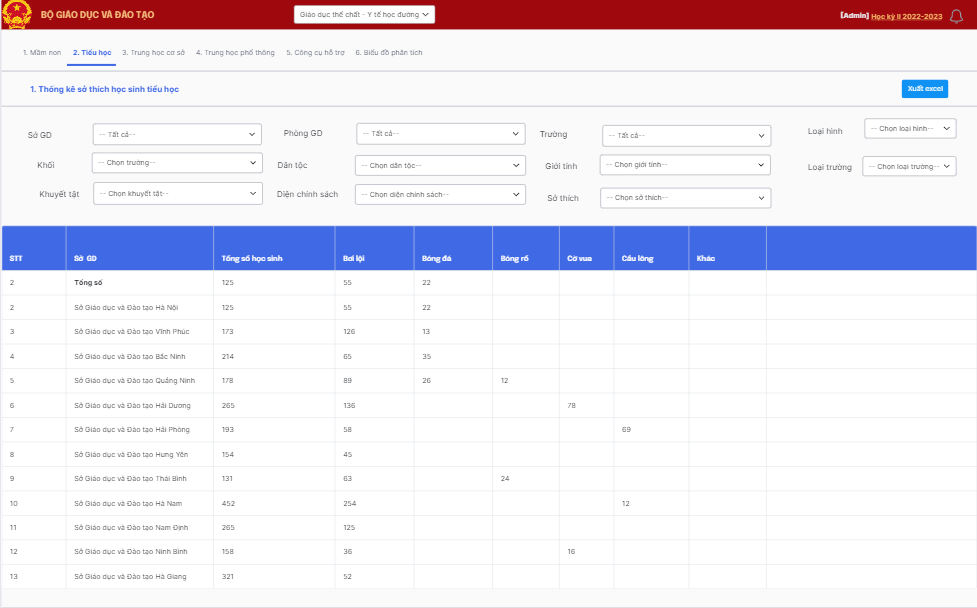 BỘ GIÁO DỤC VÀ ĐÀO TẠO Giáo dục thể chất - Y tế học đường [Admin] Học kỳ II 2022-2023
1. Mầm non 2. Tiểu học 3. Trung học cơ sở 4. Trung học phổ thông 5. Công cụ hỗ trợ 6. Biểu đồ phân tích
1. Thống kê sở thích học sinh tiểu học Xuất excel
Sở GD -- Tất cả-- Phòng GD -- Tất cả-- Trường -- Tất cả-- Loại hình -- Chọn loại hình--
Khối -- Chọn trường-- Dân tộc -- Chọn dân tộc-- Giới tính -- Chọn giới tính-- Loại trường -- Chọn loại trường--
Khuyết tật -- Chọn khuyết tật-- Diện chính sách -- Chọn diện chính sách-- Sở thích -- Chọn sở thích--
STT Sở GD Tổng số học sinh Bơi lội Bóng đá Bóng rổ Cờ vua Cầu lông Khác
2 Tổng số 125 55 22
2 Sở Giáo dục và Đào tạo Hà Nội 125 55 22
3 Sở Giáo dục và Đào tạo Vĩnh Phúc 173 126 13
4 Sở Giáo dục và Đào tạo Bắc Ninh 214 65 35
5 Sở Giáo dục và Đào tạo Quảng Ninh 178 89 26 12
6 Sở Giáo dục và Đào tạo Hải Dương 265 136 78
7 Sở Giáo dục và Đào tạo Hải Phòng 193 58 69
8 Sở Giáo dục và Đào tạo Hưng Yên 154 45
9 Sở Giáo dục và Đào tạo Thái Bình 131 63 24
10 Sở Giáo dục và Đào tạo Hà Nam 452 254 12
11 Sở Giáo dục và Đào tạo Nam Định 265 125
12 Sở Giáo dục và Đào tạo Ninh Bình 158 36 16
13 Sở Giáo dục và Đào tạo Hà Giang 321 52